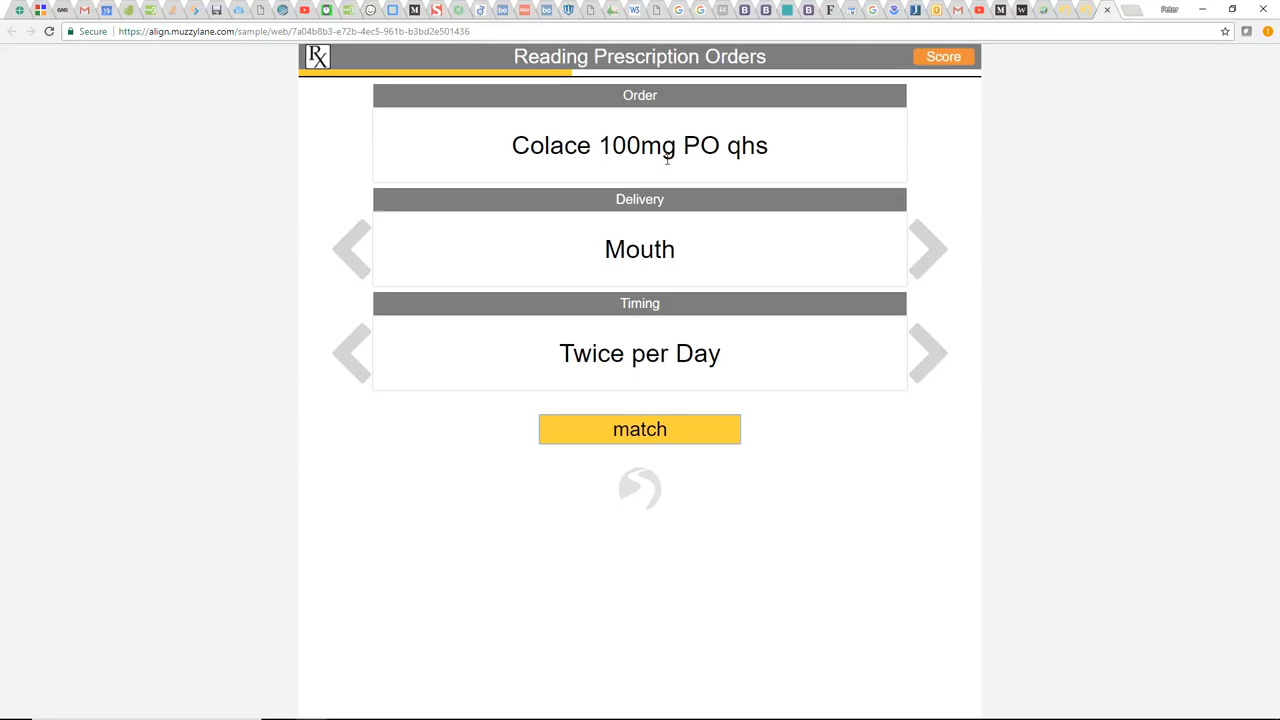 Peter
Secure
https://align.muzzylane.com/sample/web/7a04b8b3-e72b-4ec5-961b-b3bd2e501436
Rx
Reading Prescription Orders
Score
Order
Colace 100mg PO qhs
Delivery
Mouth
Timing
Twice per Day
match